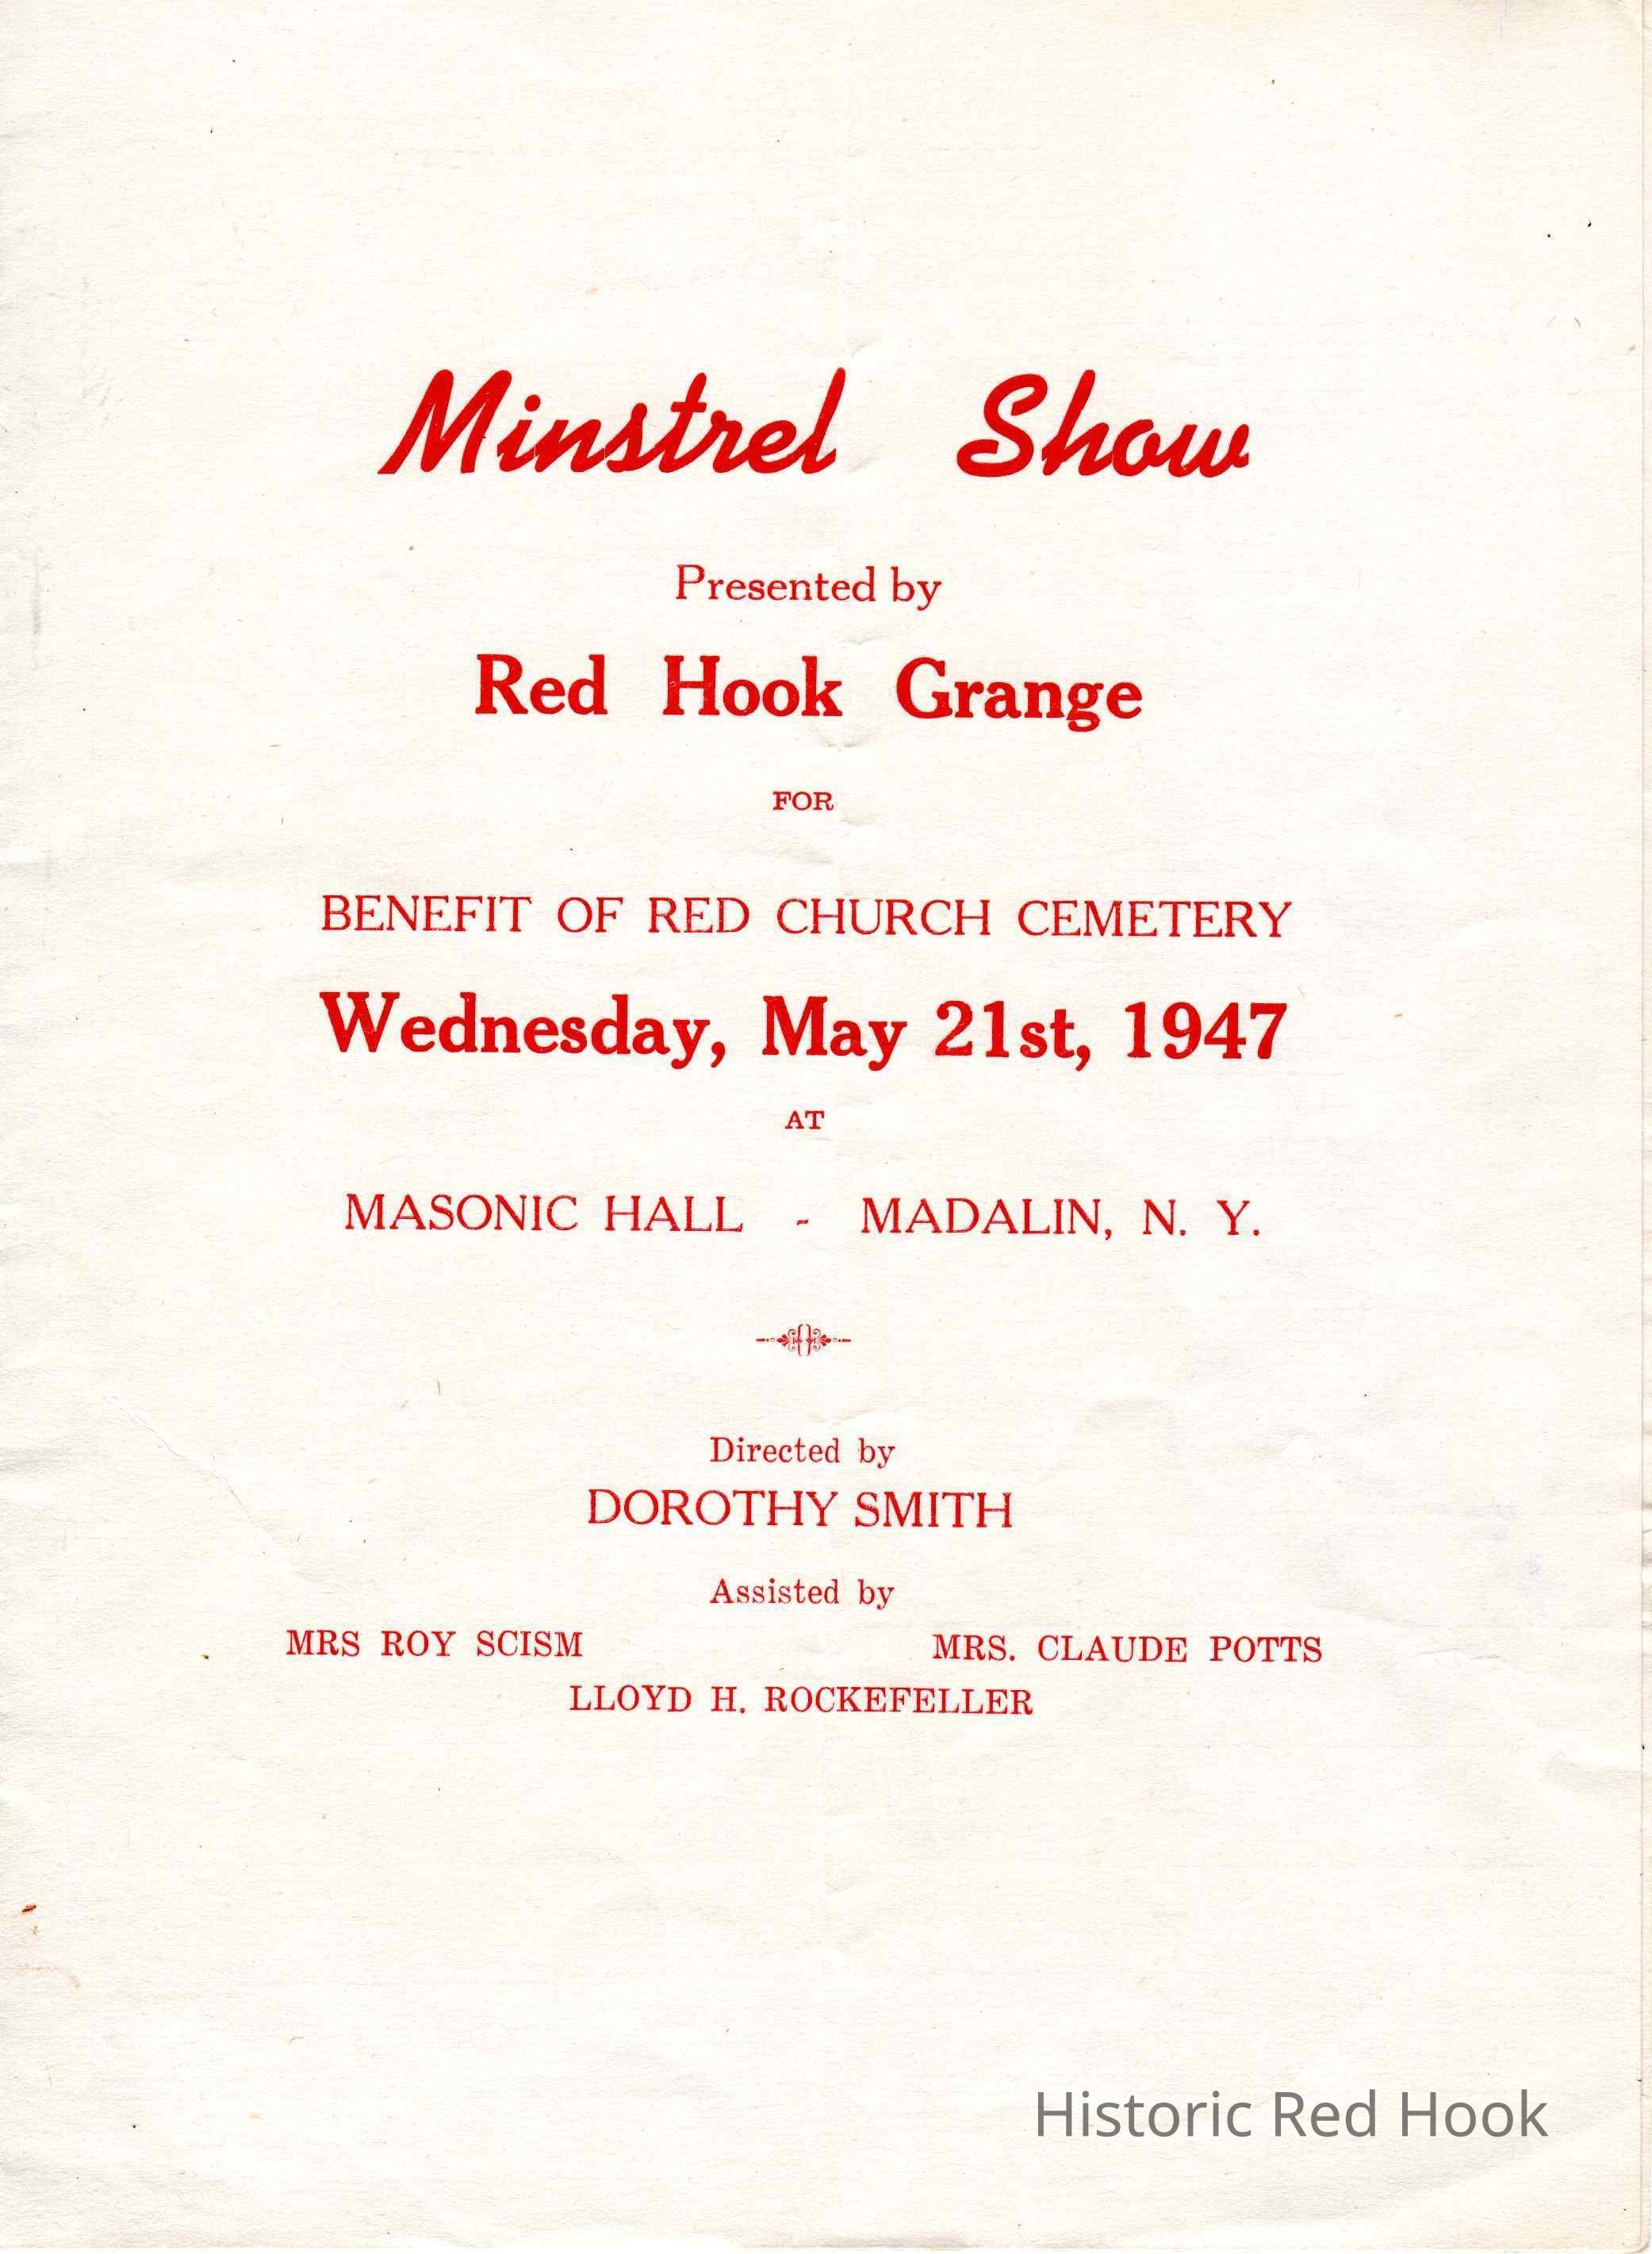 Minstrel Show
Presented by
Red Hook Grange
FOR
BENEFIT OF RED CHURCH CEMETERY
Wednesday, May 21st, 1947
AT
MASONIC HALL - MADALIN, N. Y.
Directed by
DOROTHY SMITH
Assisted by
MRS ROY SCISM MRS. CLAUDE POTTS
LLOYD H. ROCKEFELLER
Historic Red Hook